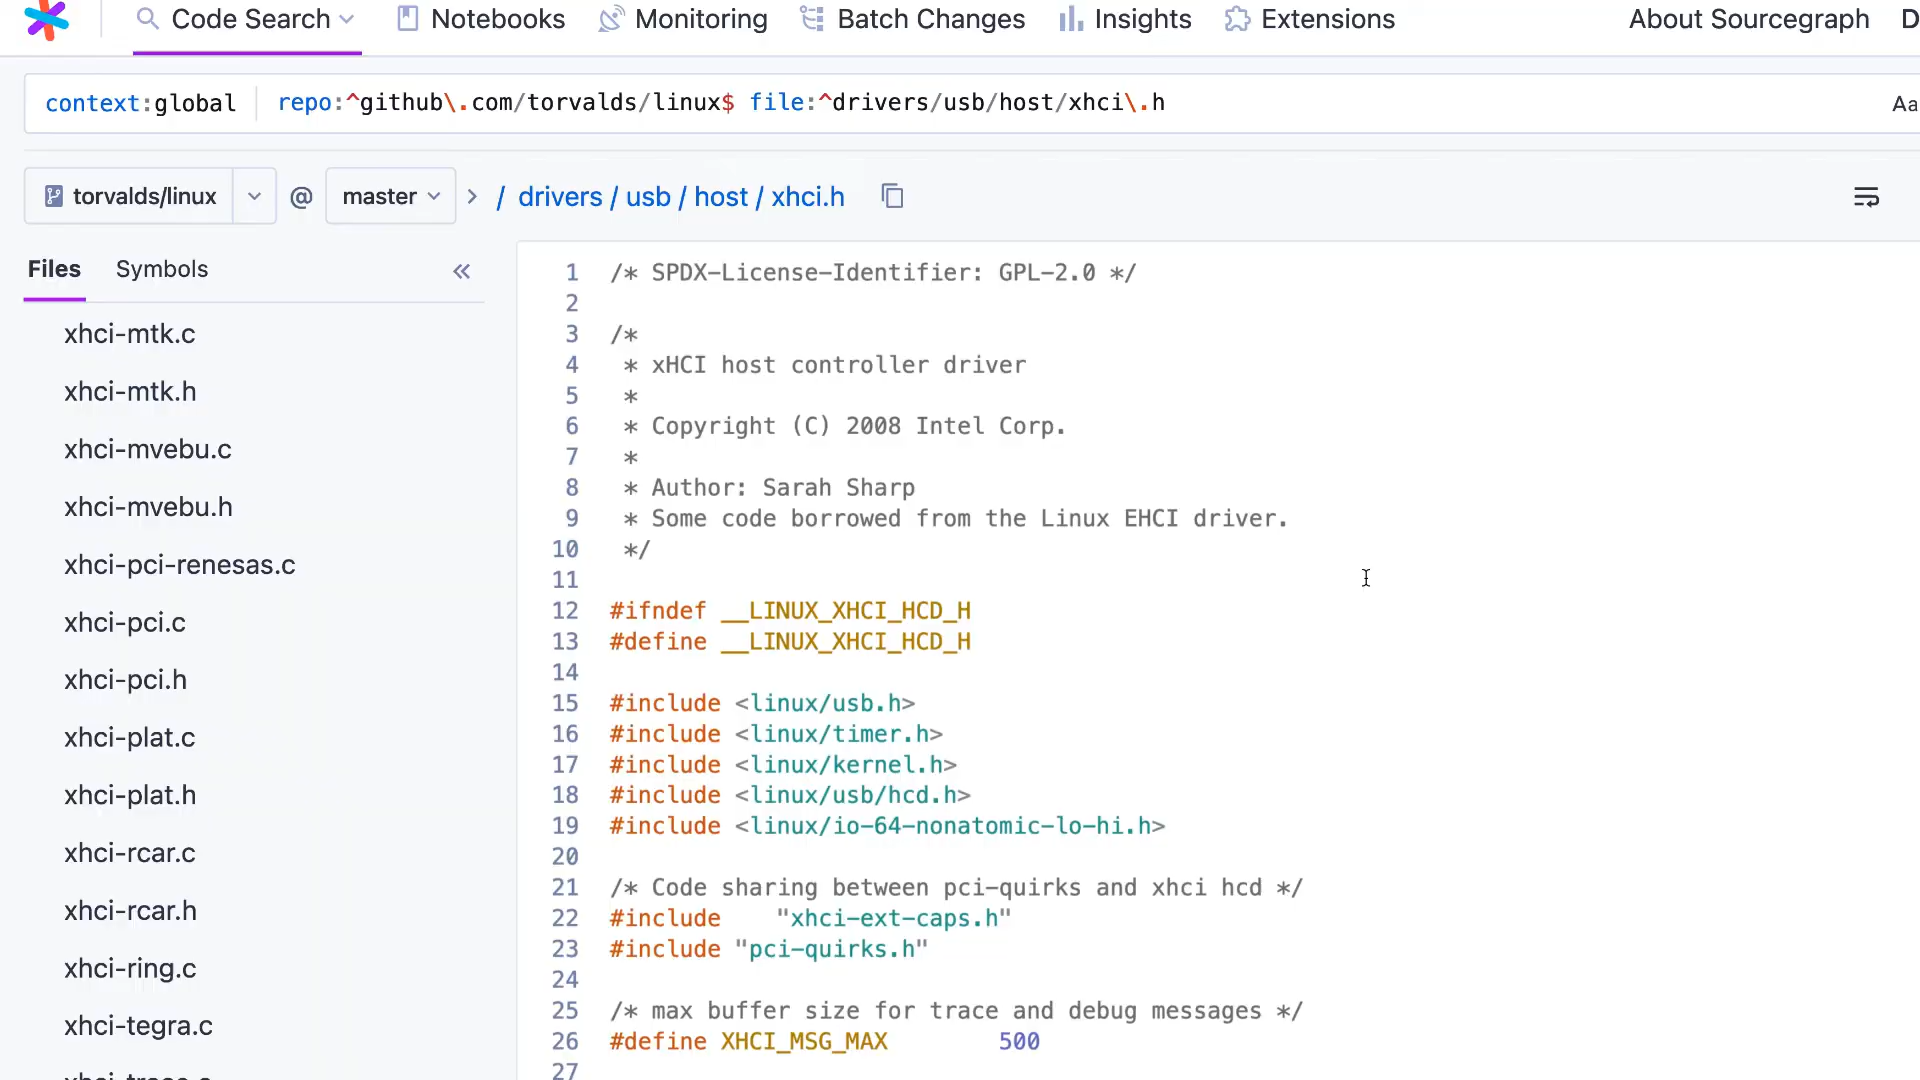 Code Search
Notebooks
Monitoring
Batch Changes
Insights
Extensions
About Sourcegraph
D
context:global repo:^github\.com/torvalds/linux$ file:^drivers/usb/host/xhci\.h
Aa
torvalds/linux @ master > / drivers / usb / host / xhci.h
Files
Symbols
xhci-mtk.c
xhci-mtk.h
xhci-mvebu.c
xhci-mvebu.h
xhci-pci-renesas.c
xhci-pci.c
xhci-pci.h
xhci-plat.c
xhci-plat.h
xhci-rcar.c
xhci-rcar.h
xhci-ring.c
xhci-tegra.c
1 /* SPDX-License-Identifier: GPL-2.0 */
2
3 /*
4  * xHCI host controller driver
5  *
6  * Copyright (C) 2008 Intel Corp.
7  *
8  * Author: Sarah Sharp
9  * Some code borrowed from the Linux EHCI driver.
10  */
11
12 #ifndef __LINUX_XHCI_HCD_H
13 #define __LINUX_XHCI_HCD_H
14
15 #include <linux/usb.h>
16 #include <linux/timer.h>
17 #include <linux/kernel.h>
18 #include <linux/usb/hcd.h>
19 #include <linux/io-64-nonatomic-lo-hi.h>
20
21 /* Code sharing between pci-quirks and xhci hcd */
22 #include    "xhci-ext-caps.h"
23 #include "pci-quirks.h"
24
25 /* max buffer size for trace and debug messages */
26 #define XHCI_MSG_MAX        500
27